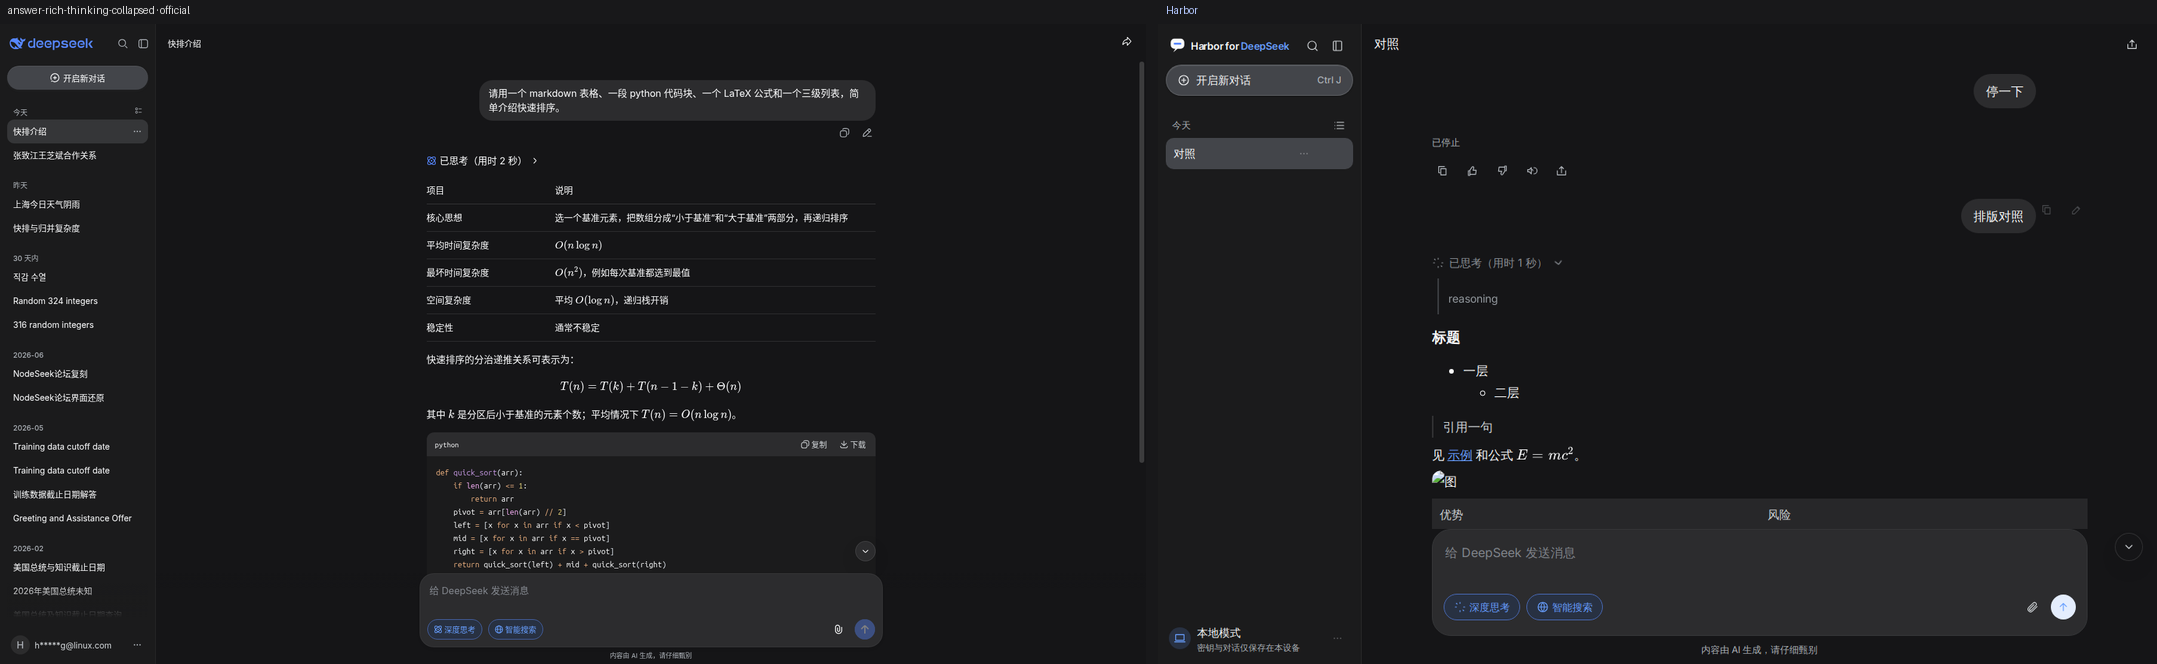 answer-rich-thinking-collapsed · official
deepseek
开启新对话
今天
快排介绍
张致江王芝斌合作关系
昨天
上海今日天气阴雨
快排与归并复杂度
30 天内
직감 수열
Random 324 integers
316 random integers
2026-06
NodeSeek论坛复刻
NodeSeek论坛界面还原
2026-05
Training data cutoff date
Training data cutoff date
训练数据截止日期解答
Greeting and Assistance Offer
2026-02
美国总统与知识截止日期
2026年美国总统未知
H h*****g@linux.com
快排介绍
请用一个 markdown 表格、一段 python 代码块、一个 LaTeX 公式和一个三级列表，简
单介绍快速排序。
已思考（用时 2 秒）
项目 说明
核心思想 选一个基准元素，把数组分成“小于基准”和“大于基准”两部分，再递归排序
平均时间复杂度 O(n log n)
最坏时间复杂度 O(n²)，例如每次基准都选到最值
空间复杂度 平均 O(log n)，递归栈开销
稳定性 通常不稳定
快速排序的分治递推关系可表示为：
T(n) = T(k) + T(n − 1 − k) + Θ(n)
其中 k 是分区后小于基准的元素个数；平均情况下 T(n) = O(n log n)。
python 复制 下载
def quick_sort(arr):
if len(arr) <= 1:
return arr
pivot = arr[len(arr) // 2]
left = [x for x in arr if x < pivot]
mid = [x for x in arr if x == pivot]
right = [x for x in arr if x > pivot]
return quick_sort(left) + mid + quick_sort(right)
给 DeepSeek 发送消息
深度思考 智能搜索
内容由 AI 生成，请仔细甄别
Harbor
Harbor for DeepSeek
开启新对话 Ctrl J
今天
对照
本地模式
密钥与对话仅保存在本设备
对照
停一下
已停止
排版对照
已思考（用时 1 秒）
reasoning
标题
一层
二层
引用一句
见 示例 和公式 E = mc²。
图
优势 风险
给 DeepSeek 发送消息
深度思考 智能搜索
内容由 AI 生成，请仔细甄别